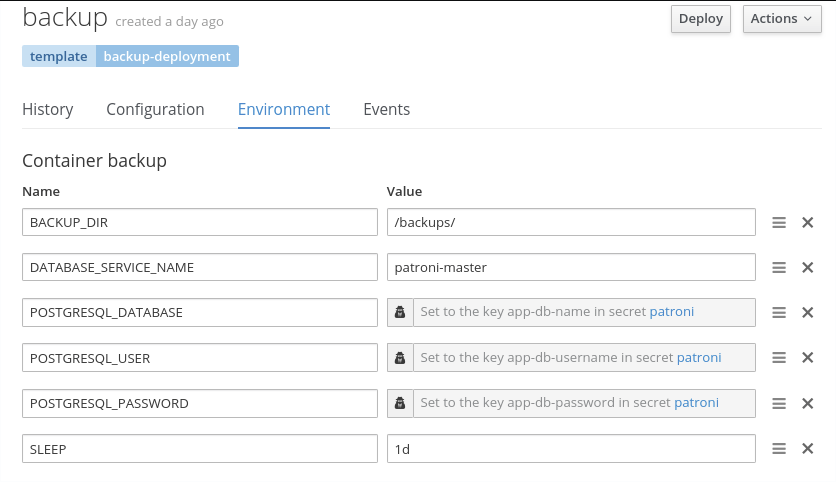 backup created a day ago Deploy Actions
template backup-deployment
History Configuration Environment Events
Container backup
Name Value
BACKUP_DIR /backups/
DATABASE_SERVICE_NAME patroni-master
POSTGRESQL_DATABASE Set to the key app-db-name in secret patroni
POSTGRESQL_USER Set to the key app-db-username in secret patroni
POSTGRESQL_PASSWORD Set to the key app-db-password in secret patroni
SLEEP 1d